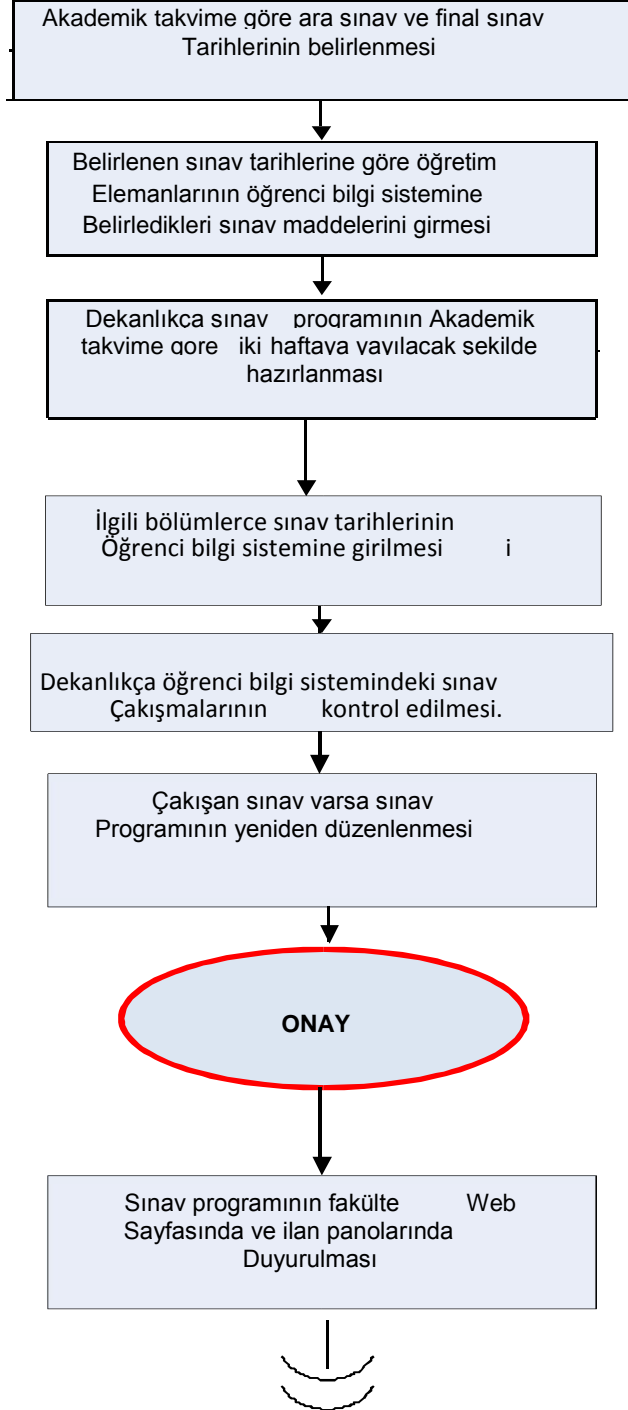 Akademik takvime göre ara sınav ve final sınav
Tarihlerinin belirlenmesi
Belirlenen sınav tarihlerine göre öğretim
Elemanlarının öğrenci bilgi sistemine
Belirledikleri sınav maddelerini girmesi
Dekanlıkça sınav programının Akademik
takvime gore iki haftaya yayılacak şekilde
hazırlanması
İlgili bölümlerce sınav tarihlerinin
Öğrenci bilgi sistemine girilmesi i
Dekanlıkça öğrenci bilgi sistemindeki sınav
Çakışmalarının kontrol edilmesi.
Çakışan sınav varsa sınav
Programının yeniden düzenlenmesi
ONAY
Sınav programının fakülte Web
Sayfasında ve ilan panolarında
Duyurulması